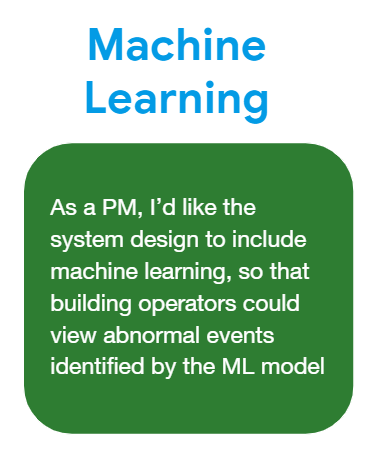 Machine
Learning
As a PM, I’d like the
system design to include
machine learning, so that
building operators could
view abnormal events
identified by the ML model